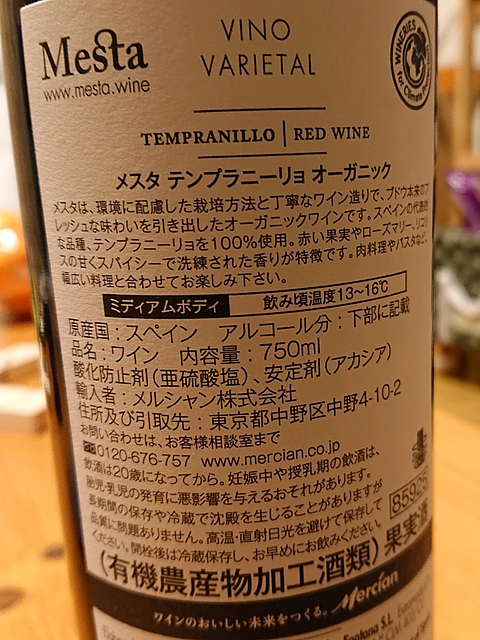 Mesta
www.mesta.wine
VINO
VARIETAL
WINERIES
for Climate
TEMPRANILLO | RED WINE
メスタ テンプラニーリョ オーガニック
メスタは、環境に配慮した栽培方法と丁寧なワイン造りで、ブドウ本来のフ
レッシュな味わいを引き出したオーガニックワインです。スペインの代表的
な品種、テンプラニーリョを100%使用。赤い果実やローズマリー、リコリ
スの甘くスパイシーで洗練された香りが特徴です。肉料理やパスタなど、
幅広い料理と合わせてお楽しみ下さい。
ミディアムボディ 飲み頃温度13~16℃
原産国:スペイン アルコール分:下部に記載
品名:ワイン 内容量:750ml
酸化防止剤(亜硫酸塩)、安定剤(アカシア)
輸入者:メルシャン株式会社
住所及び引取先:東京都中野区中野4-10-2
お問い合わせは、お客様相談室まで
0120-676-757 www.mercian.co.jp
飲酒は20歳になってから。妊娠中や授乳期の飲酒は、
胎児・乳児の発育に悪影響を与えるおそれがあります。
長期間の保存や冷蔵で沈殿を生じることがありますが
品質に問題ありません。高温・直射日光を避けて保存して
ください。開栓後は冷蔵保存し、お早めにお飲みください。
85925
果実酒
(有機農産物加工酒類)
ワインのおいしい未来をつくる。 Mercian